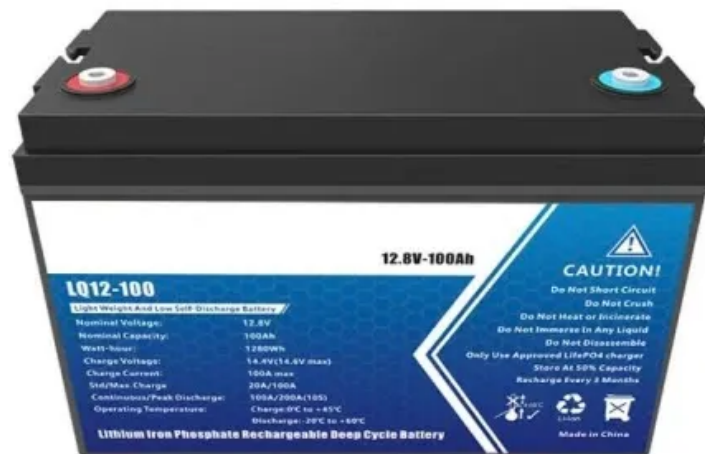 12.8V-100Ah
LQ12-100
Light Weight And Low Self-Discharge Battery
Nominal Voltage: 12.8V
Nominal Capacity: 100Ah
Watt-hour: 1280Wh
Charge Voltage: 14.4V(14.6V max)
Charge Current: 100A max
Std/Max Charge 20A/100A
Continuous/Peak Discharge: 100A/200A(10S)
Operating Temperature: Charge:0℃ to +45℃
Discharge:-20℃ to +60℃
Lithium Iron Phosphate Rechargeable Deep Cycle Battery
CAUTION!
Do Not Short Circuit
Do Not Crush
Do Not Heat or Incinerate
Do Not Immerse In Any Liquid
Do Not Disassemble
Only Use Approved LifePO4 charger
Store At 50% Capacity
Recharge Every 3 Months
Li-ion
Made in China